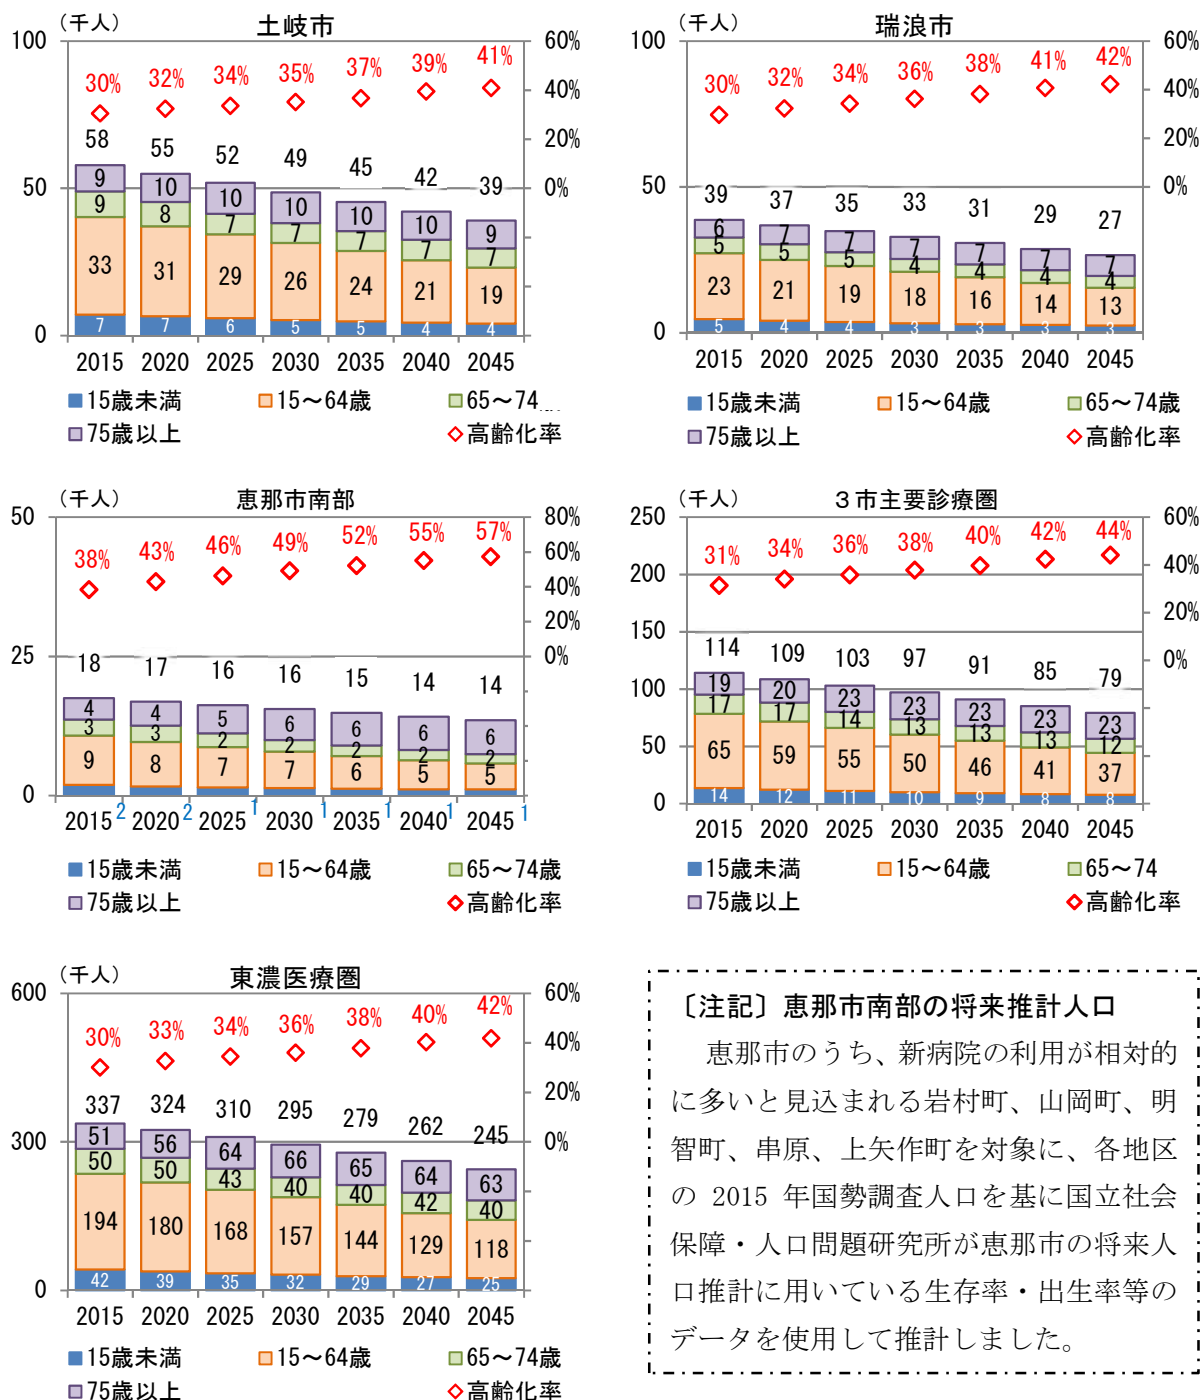 （千人）
土岐市
100
50
0
60%
40%
20%
0%
30% 32% 34% 35% 37% 39% 41%
58 55 52 49 45 42 39
9 10 10 10 10 10 9
9 8 7 7 7 7 7
33 31 29 26 24 21 19
7 7 6 5 5 4 4
2015 2020 2025 2030 2035 2040 2045
15歳未満 15～64歳 65～74
75歳以上 高齢化率
（千人）
瑞浪市
100
50
0
60%
40%
20%
0%
30% 32% 34% 36% 38% 41% 42%
39 37 35 33 31 29 27
6 7 7 7 7 7 7
5 5 5 4 4 4 4
23 21 19 18 16 14 13
5 4 4 3 3 3 3
2015 2020 2025 2030 2035 2040 2045
15歳未満 15～64歳 65～74歳
75歳以上 高齢化率
（千人）
恵那市南部
50
25
0
80%
60%
40%
20%
0%
38% 43% 46% 49% 52% 55% 57%
18 17 16 16 15 14 14
4 4 5 6 6 6 6
3 3 2 2 2 2 2
9 8 7 7 6 5 5
2 2 1 1 1 1 1
2015 2020 2025 2030 2035 2040 2045
15歳未満 15～64歳 65～74歳
75歳以上 高齢化率
（千人）
３市主要診療圏
250
200
150
100
50
0
60%
40%
20%
0%
31% 34% 36% 38% 40% 42% 44%
114 109 103 97 91 85 79
19 20 23 23 23 23 23
17 17 14 13 13 13 12
65 59 55 50 46 41 37
14 12 11 10 9 8 8
2015 2020 2025 2030 2035 2040 2045
15歳未満 15～64歳 65～74
75歳以上 高齢化率
（千人）
東濃医療圏
600
300
0
60%
40%
20%
0%
30% 33% 34% 36% 38% 40% 42%
337 324 310 295 279 262 245
51 56 64 66 65 64 63
50 50 43 40 40 42 40
194 180 168 157 144 129 118
42 39 35 32 29 27 25
2015 2020 2025 2030 2035 2040 2045
15歳未満 15～64歳 65～74歳
75歳以上 高齢化率
〔注記〕恵那市南部の将来推計人口
恵那市のうち、新病院の利用が相対的
に多いと見込まれる岩村町、山岡町、明
智町、串原、上矢作町を対象に、各地区
の 2015 年国勢調査人口を基に国立社会
保障・人口問題研究所が恵那市の将来人
口推計に用いている生存率・出生率等の
データを使用して推計しました。